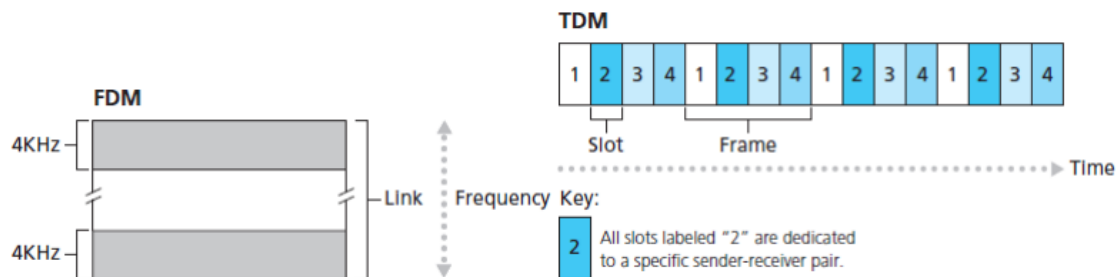 TDM
1 2 3 4 1 2 3 4 1 2 3 4 1 2 3 4
Slot
Frame
Time
FDM
4KHz
4KHz
Link
Frequency
Key:
2
All slots labeled "2" are dedicated
to a specific sender-receiver pair.